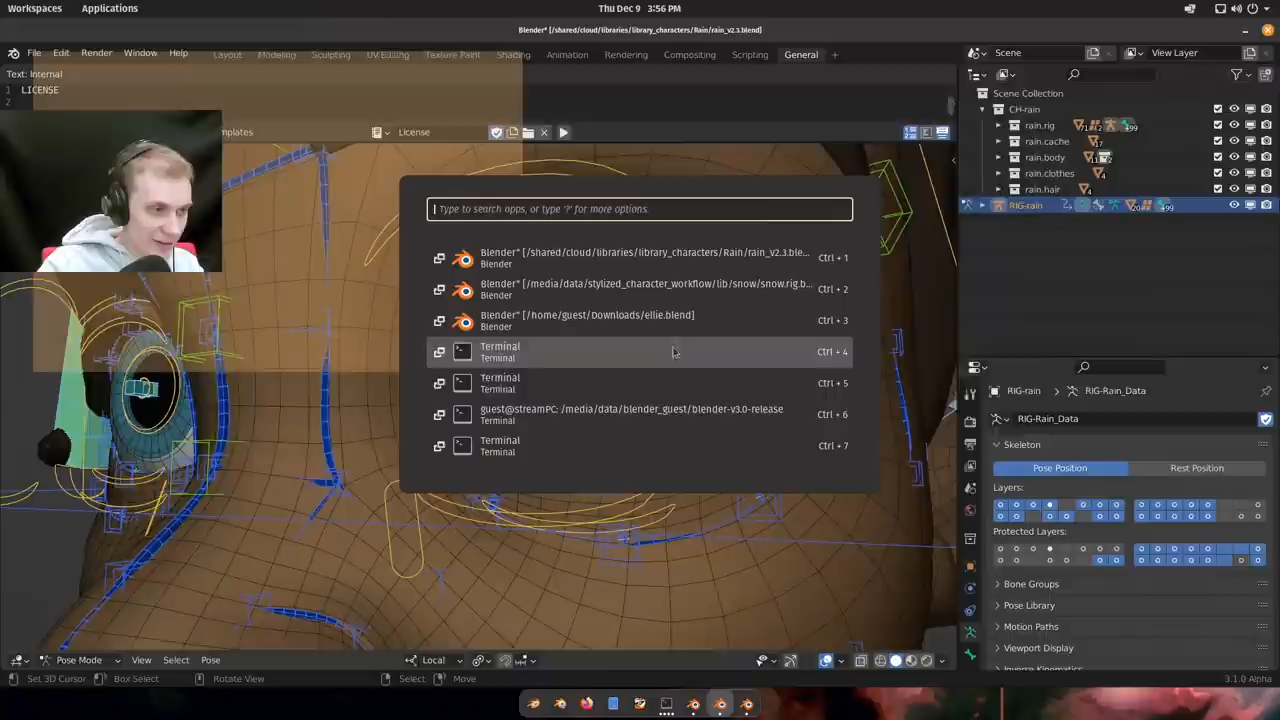 Workspaces Applications Thu Dec 9 3:56 PM
Blender* [/shared/cloud/libraries/library_characters/Rain/rain_v2.3.blend]
File Edit Render Window Help Layout Modeling Sculpting UV Editing Texture Paint Shading Animation Rendering Compositing Scripting General + Scene View Layer
Text: Internal
1 LICENSE
2
Scene Collection
CH-rain
rain.rig
rain.cache
rain.body
rain.clothes
rain.hair
RIG-rain
mplates License
Type to search apps, or type '?' for more options.
Blender* [/shared/cloud/libraries/library_characters/Rain/rain_v2.3.ble...
Blender
Ctrl + 1
Blender* [/media/data/stylized_character_workflow/lib/snow/snow.rig.b...
Blender
Ctrl + 2
Blender* [/home/guest/Downloads/ellie.blend]
Blender
Ctrl + 3
Terminal
Terminal
Ctrl + 4
Terminal
Terminal
Ctrl + 5
guest@streamPC: /media/data/blender_guest/blender-v3.0-release
Terminal
Ctrl + 6
Terminal
Terminal
Ctrl + 7
RIG-rain RIG-Rain_Data
RIG-Rain_Data
Skeleton
Pose Position Rest Position
Layers:
Protected Layers:
Bone Groups
Pose Library
Motion Paths
Viewport Display
Inverse Kinematics
Pose Mode View Select Pose Local
Set 3D Cursor Box Select Rotate View Select Move 3.1.0 Alpha